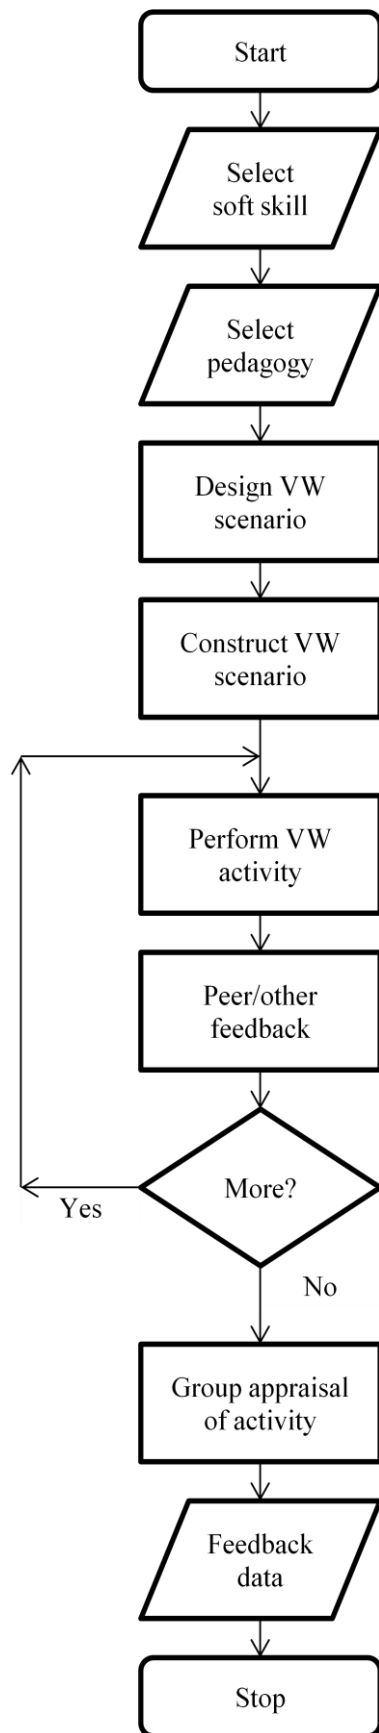 Start
Select
soft skill
Select
pedagogy
Design VW
scenario
Construct VW
scenario
Perform VW
activity
Peer/other
feedback
More?
Yes
No
Group appraisal
of activity
Feedback
data
Stop